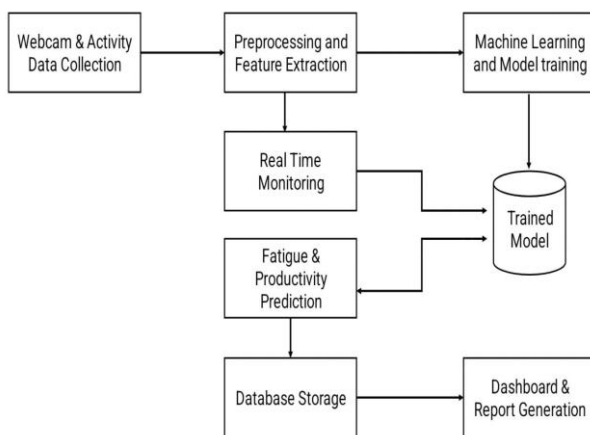 Webcam & Activity
Data Collection
Preprocessing and
Feature Extraction
Machine Learning
and Model training
Real Time
Monitoring
Trained
Model
Fatigue &
Productivity
Prediction
Database Storage
Dashboard &
Report Generation